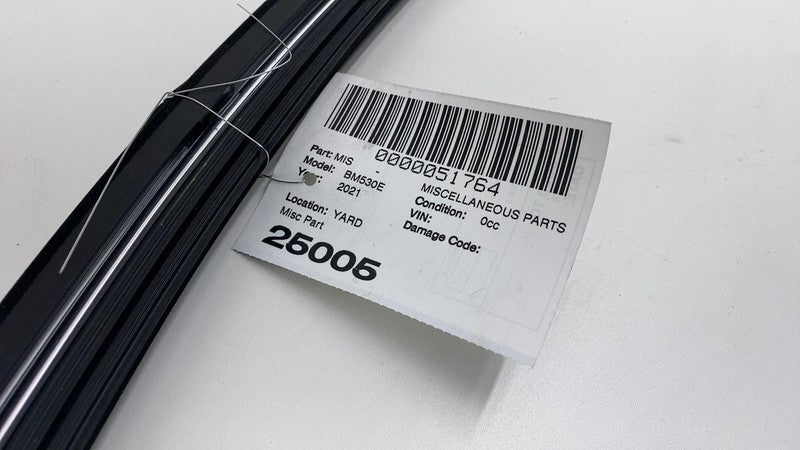 0000051764
Part: MIS - MISCELLANEOUS PARTS
Model: BM530E Condition: 0cc
Year: 2021 VIN:
Damage Code:
Location: YARD
Misc Part
25005